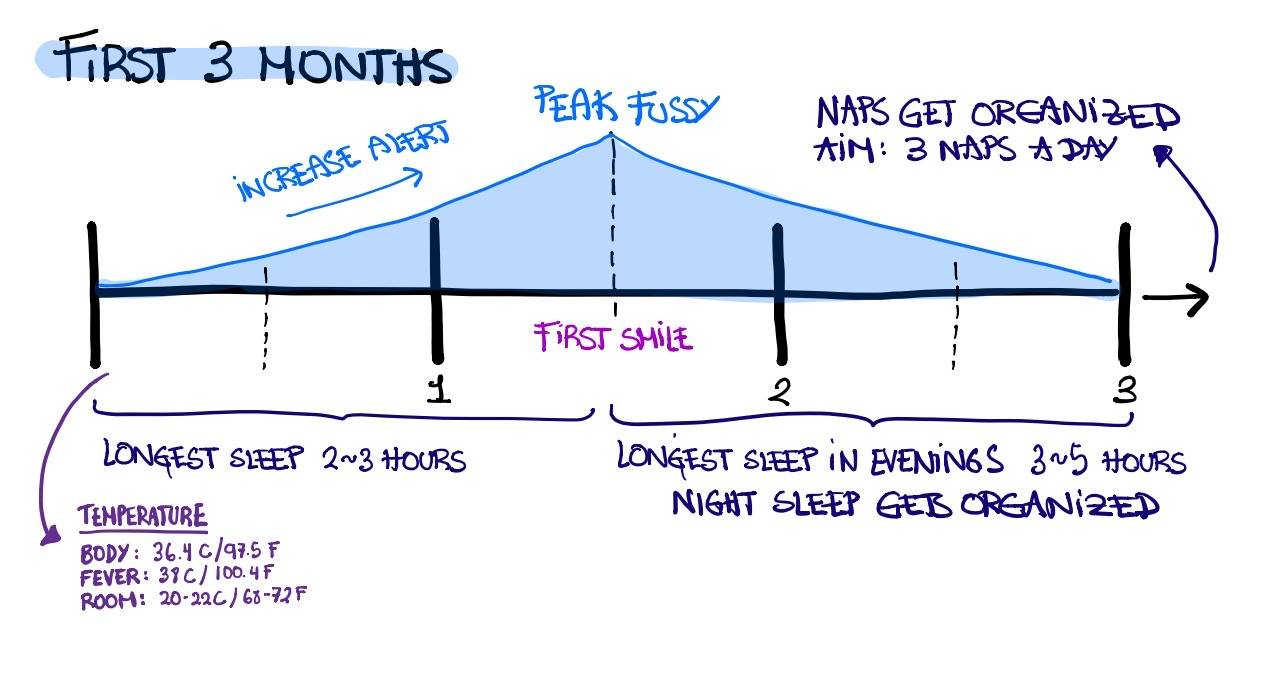 FIRST 3 MONTHS
PEAK FUSSY
INCREASE ALERT
NAPS GET ORGANIZED
AIM: 3 NAPS A DAY
FIRST SMILE
1
2
3
LONGEST SLEEP 2~3 HOURS
LONGEST SLEEP IN EVENINGS 3~5 HOURS
NIGHT SLEEP GETS ORGANIZED
TEMPERATURE
BODY: 36.4 C/97.5 F
FEVER: 38 C/100.4 F
ROOM: 20-22C/68-72F